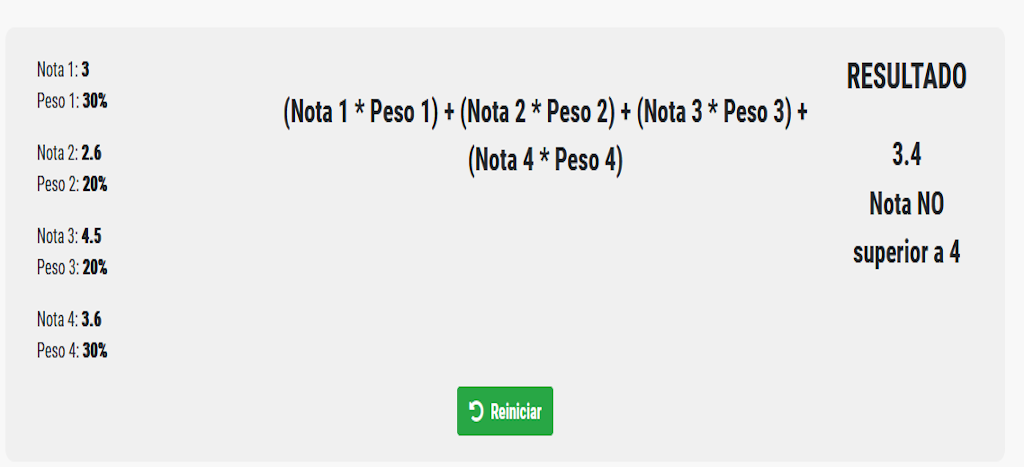 Nota 1: 3
Peso 1: 30%
Nota 2: 2.6
Peso 2: 20%
Nota 3: 4.5
Peso 3: 20%
Nota 4: 3.6
Peso 4: 30%
(Nota 1 * Peso 1) + (Nota 2 * Peso 2) + (Nota 3 * Peso 3) +
(Nota 4 * Peso 4)
RESULTADO
3.4
Nota NO
superior a 4
Reiniciar